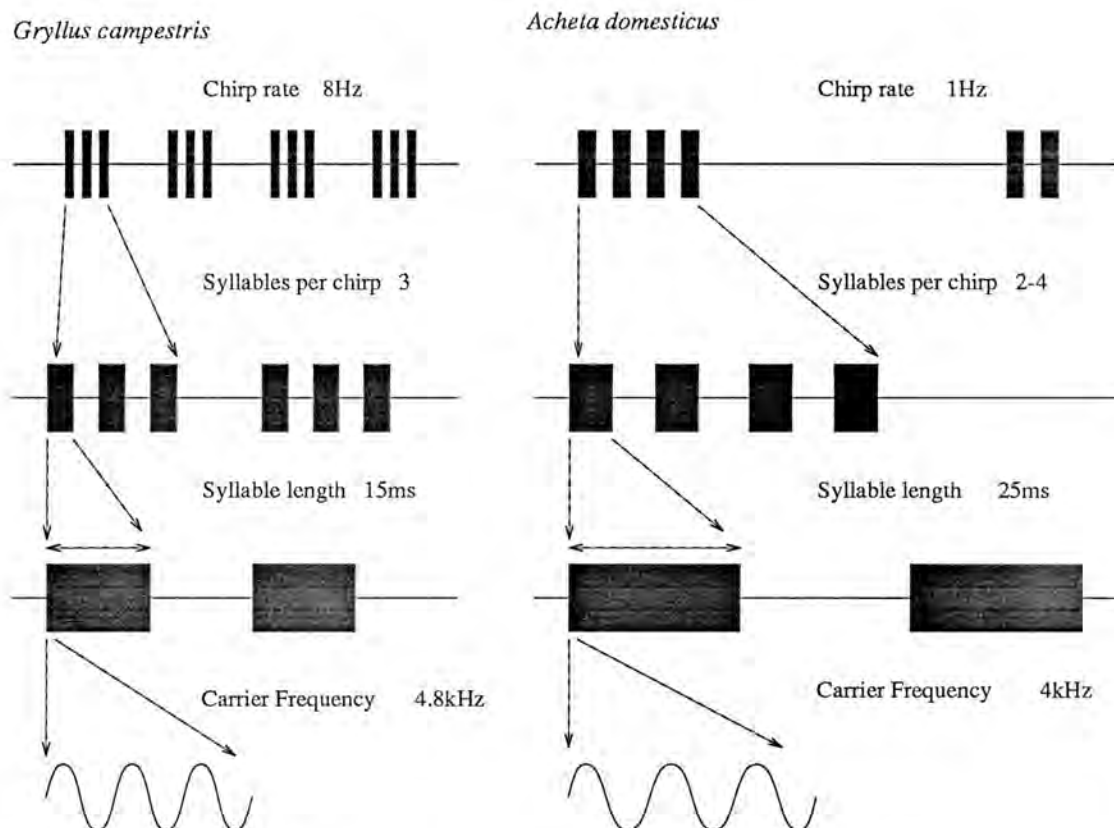 Gryllus campestris
Chirp rate 8Hz
Syllables per chirp 3
Syllable length 15ms
Carrier Frequency 4.8kHz
Acheta domesticus
Chirp rate 1Hz
Syllables per chirp 2-4
Syllable length 25ms
Carrier Frequency 4kHz